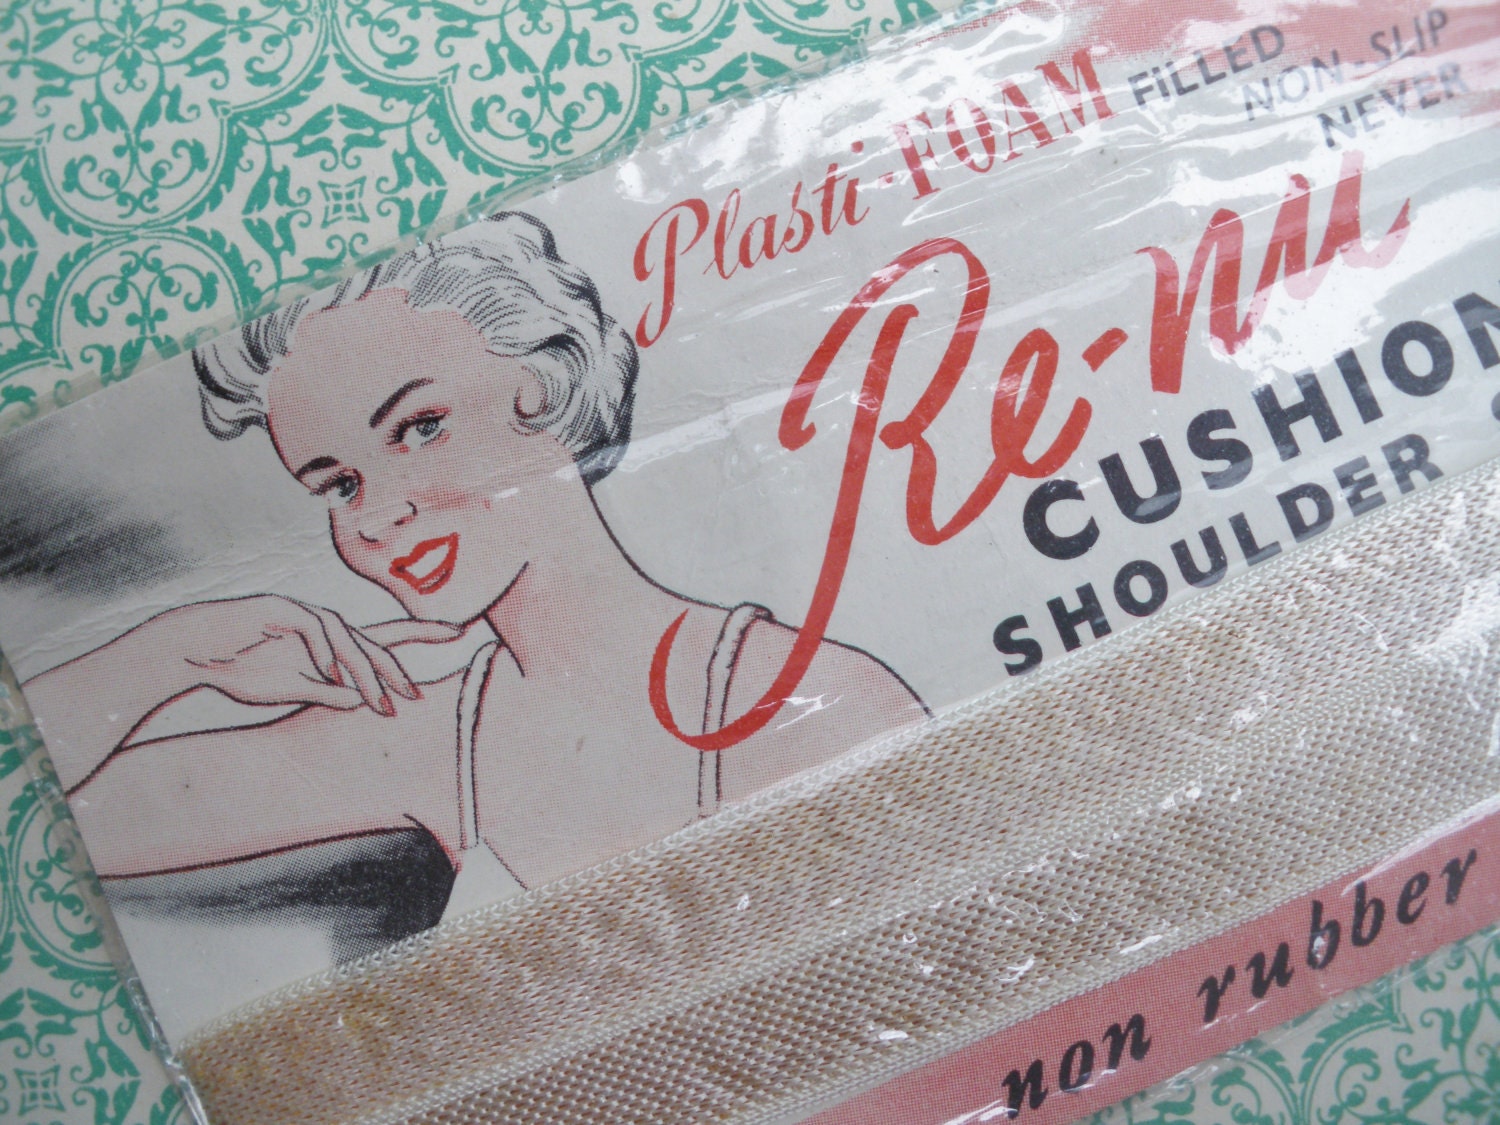 Plasti-FOAM FILLED
NON-SLIP
NEVER
Re-nu
CUSHION
SHOULDER
non rubber